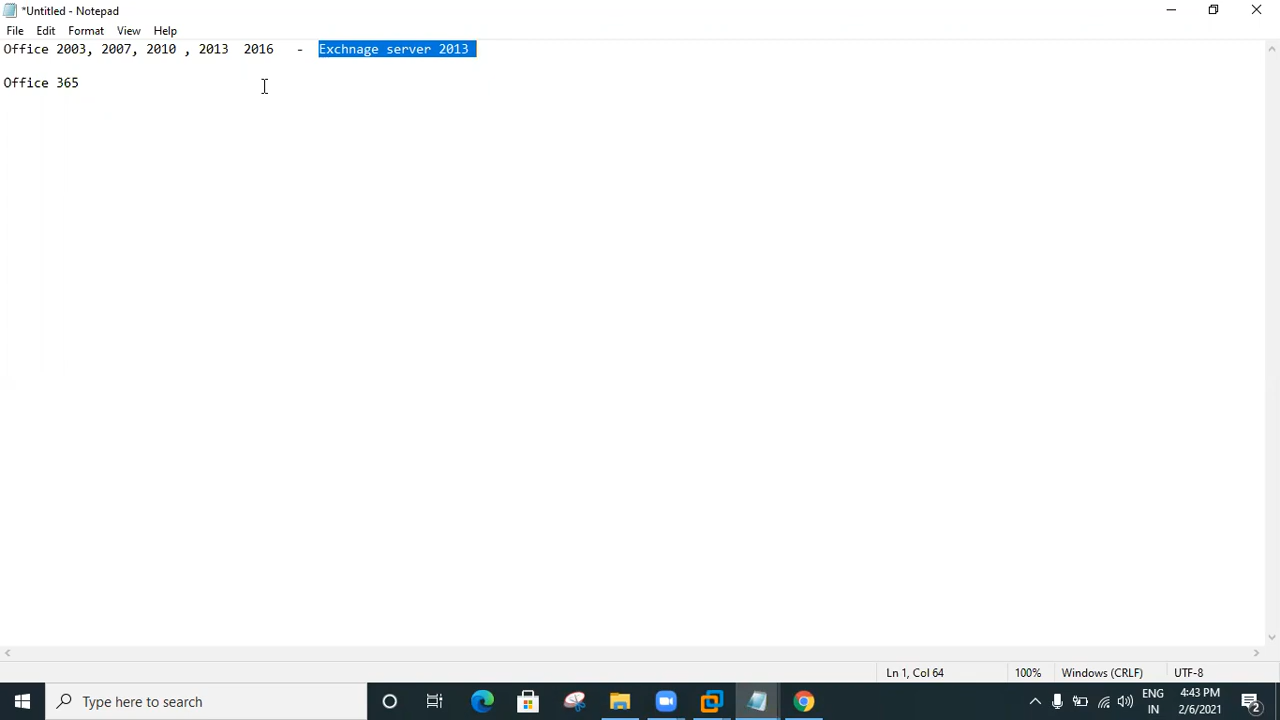 *Untitled - Notepad
File Edit Format View Help
Office 2003, 2007, 2010 , 2013  2016   -  Exchnage server 2013
Office 365
Ln 1, Col 64 100% Windows (CRLF) UTF-8
Type here to search
ENG
IN
4:43 PM
2/6/2021
2